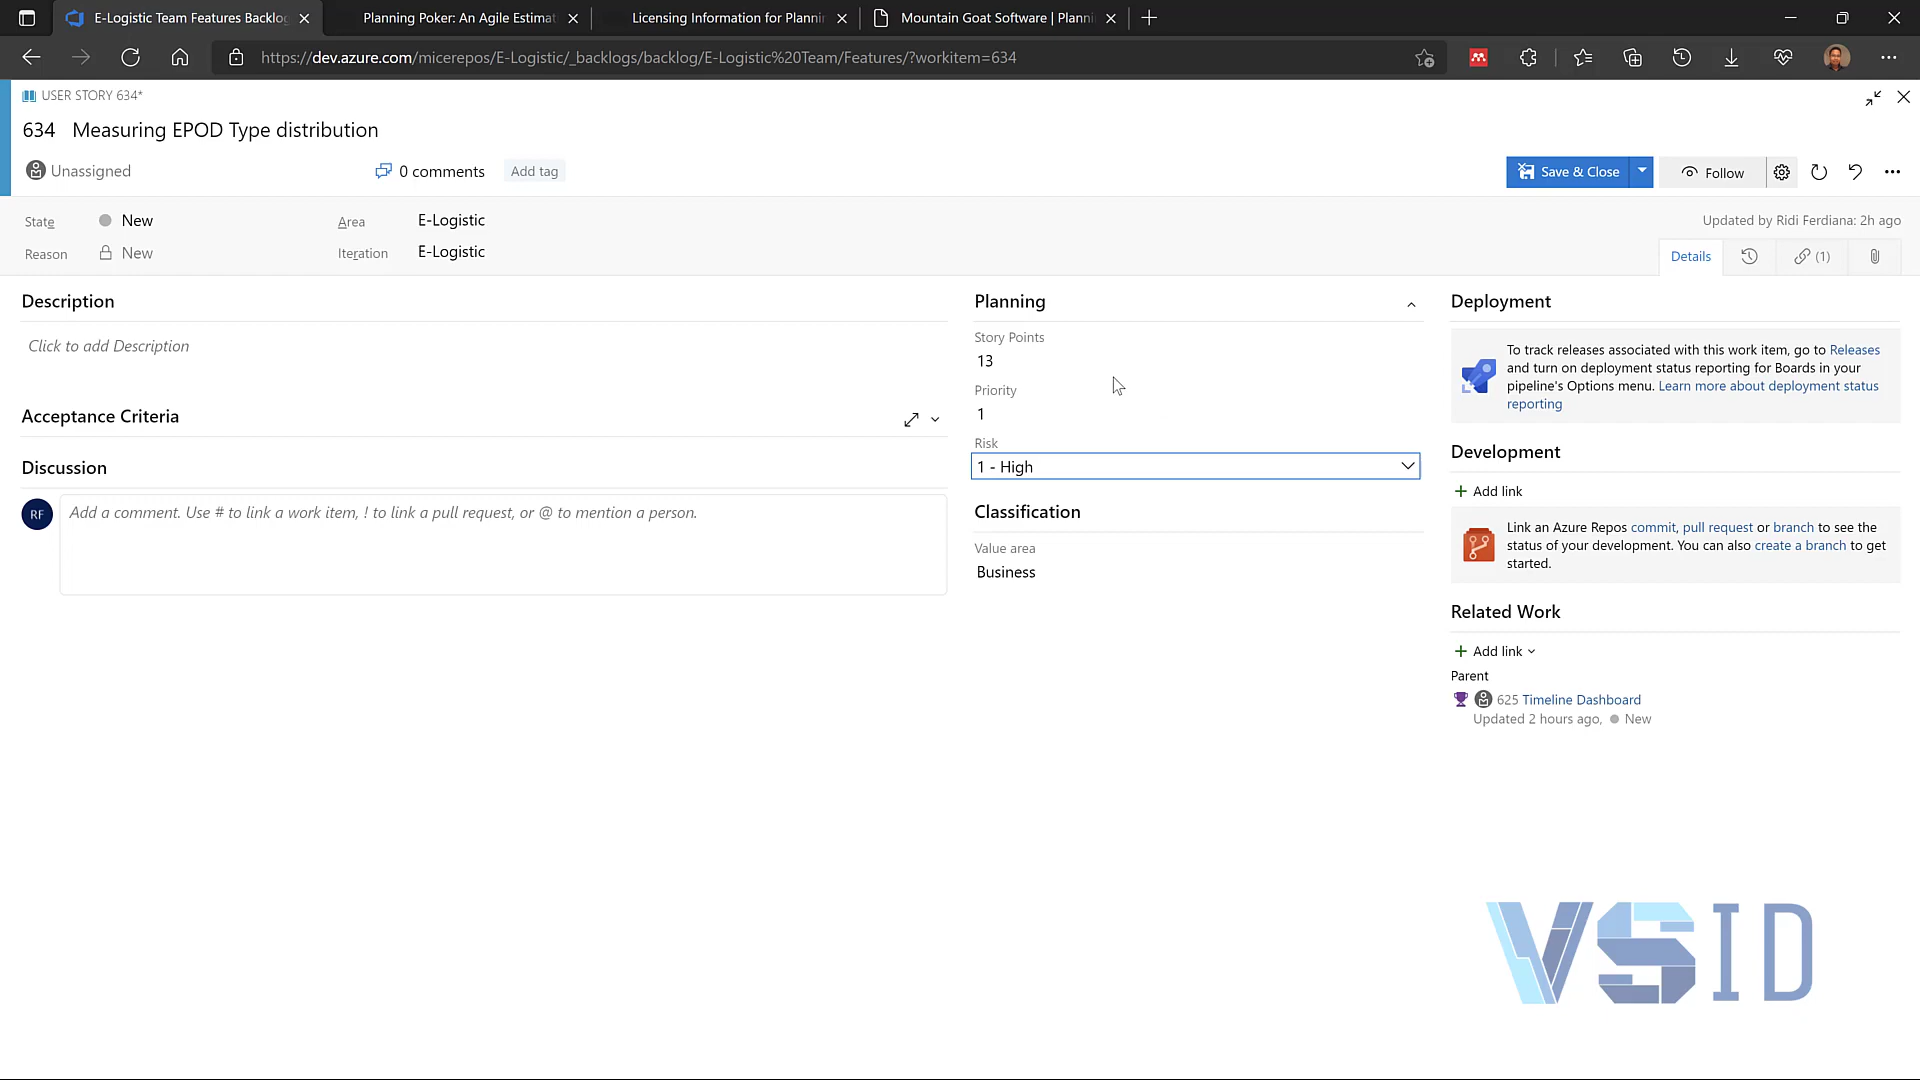 E-Logistic Team Features Backlog
Planning Poker: An Agile Estimat
Licensing Information for Plannin
Mountain Goat Software | Plannin
https://dev.azure.com/micerepos/E-Logistic/_backlogs/backlog/E-Logistic%20Team/Features/?workitem=634
USER STORY 634*
634 Measuring EPOD Type distribution
Unassigned
0 comments
Add tag
Save & Close
Follow
State
New
Area
E-Logistic
Updated by Ridi Ferdiana: 2h ago
Reason
New
Iteration
E-Logistic
Details
(1)
Description
Click to add Description
Acceptance Criteria
Discussion
RF
Add a comment. Use # to link a work item, ! to link a pull request, or @ to mention a person.
Planning
Story Points
13
Priority
1
Risk
1 - High
Classification
Value area
Business
Deployment
To track releases associated with this work item, go to Releases
and turn on deployment status reporting for Boards in your
pipeline's Options menu. Learn more about deployment status
reporting
Development
Add link
Link an Azure Repos commit, pull request or branch to see the
status of your development. You can also create a branch to get
started.
Related Work
Add link
Parent
625 Timeline Dashboard
Updated 2 hours ago, New
VSID